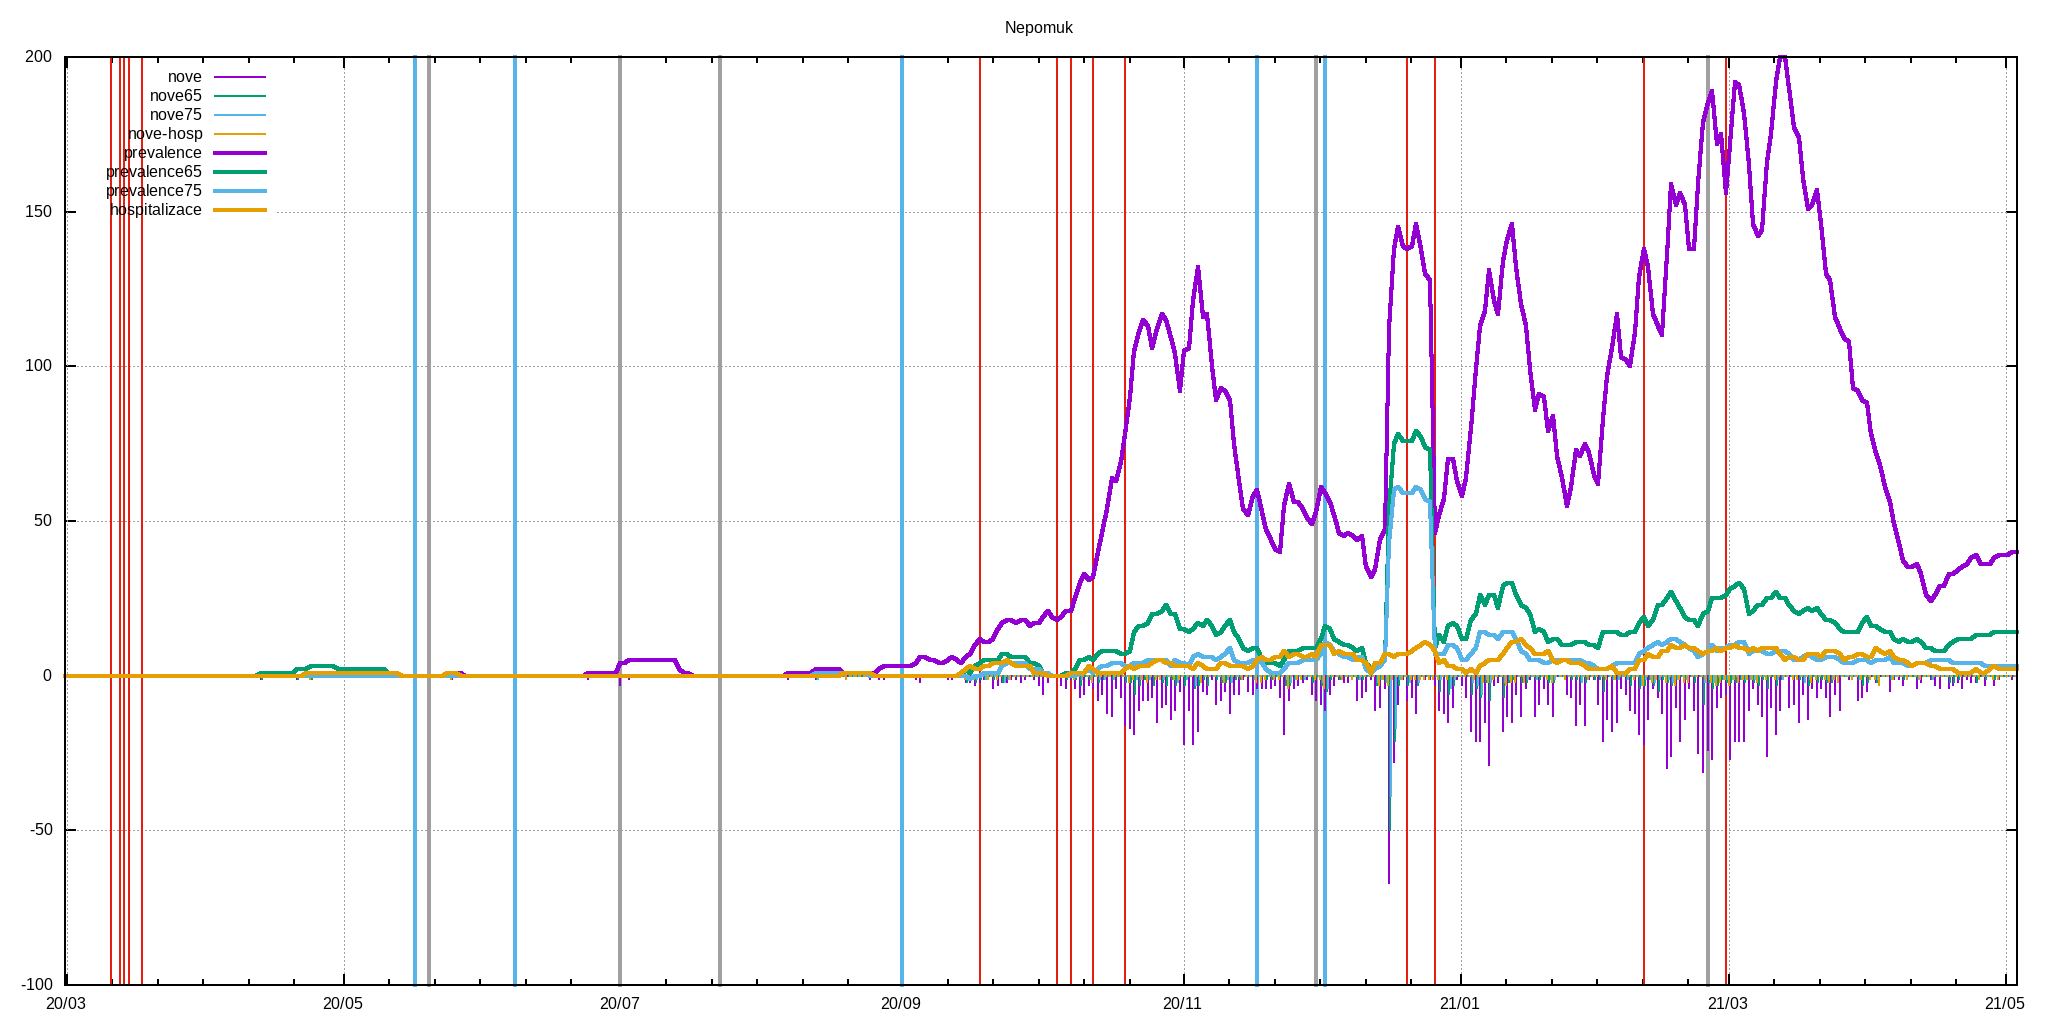 Nepomuk
200
150
100
50
0
-50
-100
nove
nove65
nove75
nove-hosp
prevalence
prevalence65
prevalence75
hospitalizace
20/03
20/05
20/07
20/09
20/11
21/01
21/03
21/05